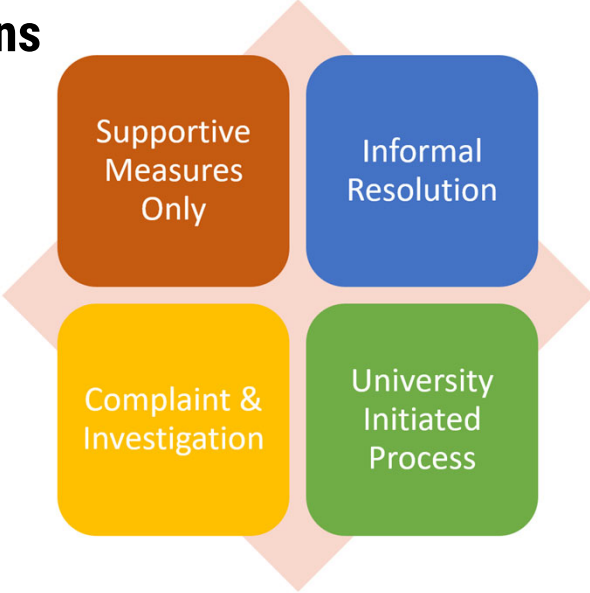 ns
Supportive
Measures
Only
Informal
Resolution
Complaint &
Investigation
University
Initiated
Process